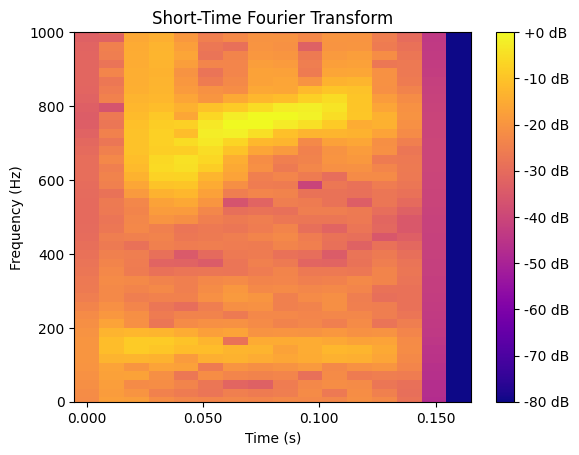 Short-Time Fourier Transform
1000
800
600
400
200
0
Frequency (Hz)
0.000
0.050
0.100
0.150
Time (s)
+0 dB
-10 dB
-20 dB
-30 dB
-40 dB
-50 dB
-60 dB
-70 dB
-80 dB